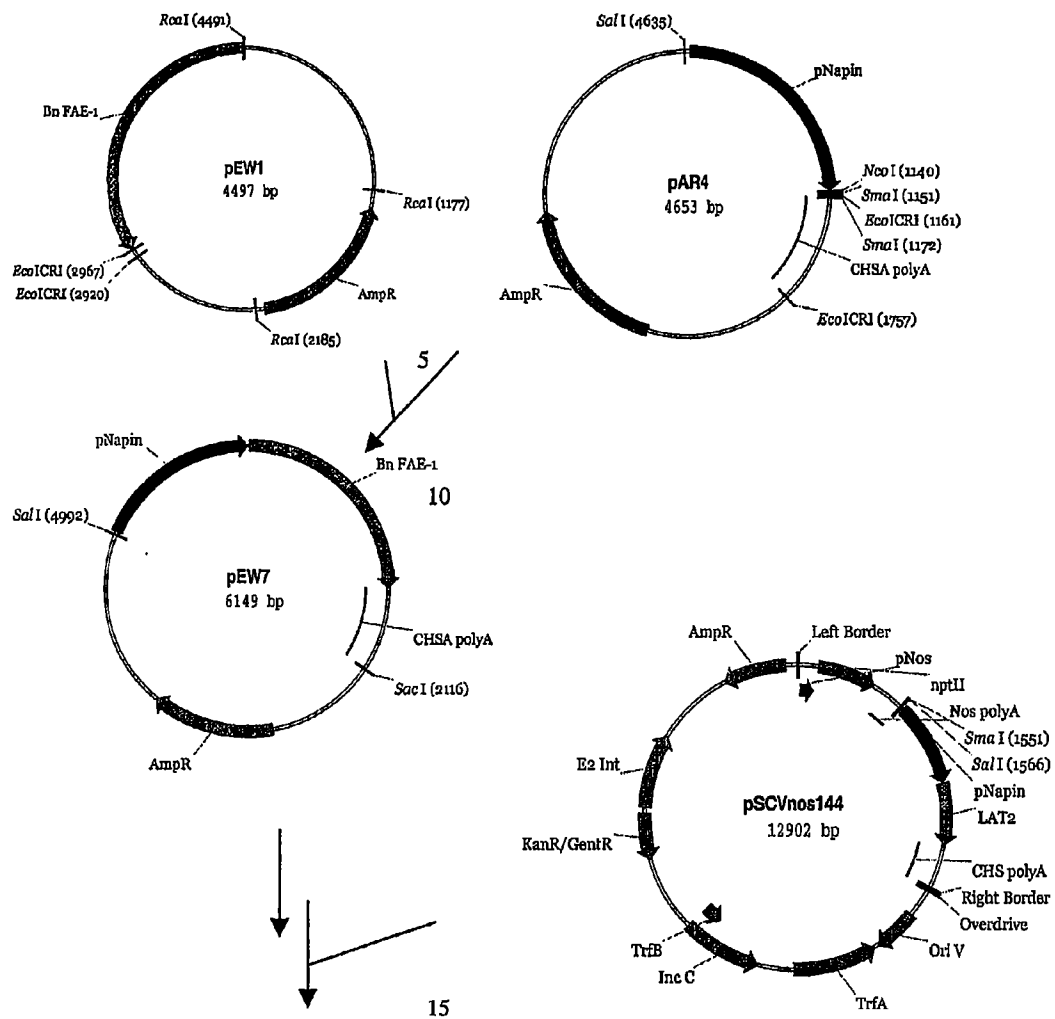 RcaI (4491)
Bn FAE-1
pEW1
4497 bp
RcaI (1177)
EcoICRI (2967)
EcoICRI (2920)
AmpR
RcaI (2185)
SalI (4635)
pNapin
pAR4
4653 bp
NcoI (1140)
SmaI (1151)
EcoICRI (1161)
SmaI (1172)
CHSA polyA
AmpR
EcoICRI (1757)
5
pNapin
Bn FAE-1
10
SalI (4992)
pEW7
6149 bp
CHSA polyA
SacI (2116)
AmpR
AmpR
Left Border
pNos
nptII
Nos polyA
SmaI (1551)
SalI (1566)
pNapin
LAT2
E2 Int
pSCVnos144
12902 bp
KanR/GentR
CHS polyA
Right Border
Overdrive
TrfB
Inc C
Ori V
TrfA
15